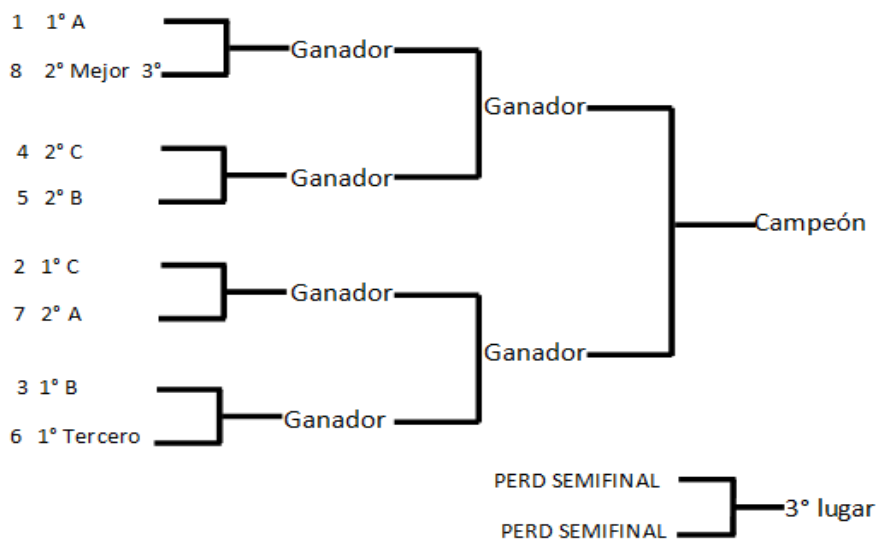 1 1° A
Ganador
8 2° Mejor 3°
Ganador
4 2° C
Ganador
5 2° B
Campeón
2 1° C
Ganador
7 2° A
Ganador
3 1° B
Ganador
6 1° Tercero
PERD SEMIFINAL
3° lugar
PERD SEMIFINAL